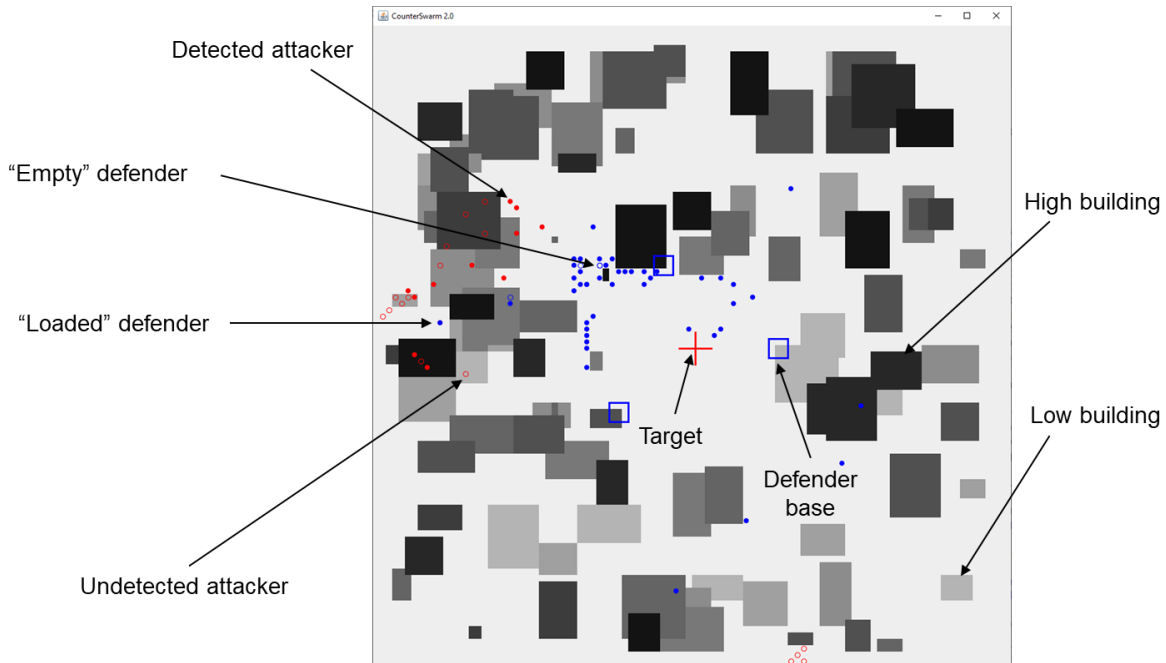 CounterSwarm 2.0
Detected attacker
“Empty” defender
High building
“Loaded” defender
Target
Low building
Defender
base
Undetected attacker